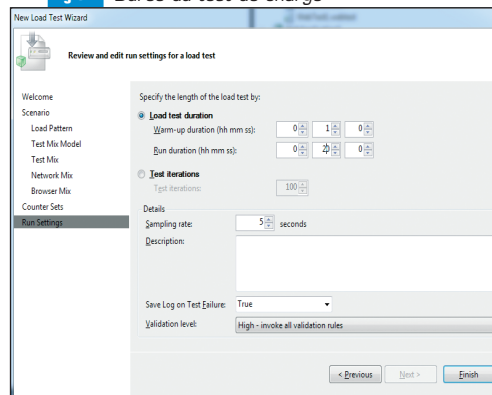 Durée du test de charge
New Load Test Wizard
Review and edit run settings for a load test
Welcome
Scenario
Load Pattern
Test Mix Model
Test Mix
Network Mix
Browser Mix
Counter Sets
Run Settings
Specify the length of the load test by:
Load test duration
Warm-up duration (hh mm ss): 0 1 0
Run duration (hh mm ss): 0 20 0
Test iterations
Test iterations: 100
Details
Sampling rate: 5 seconds
Description:
Save Log on Test Failure: True
Validation level: High - invoke all validation rules
< Previous Next > Finish